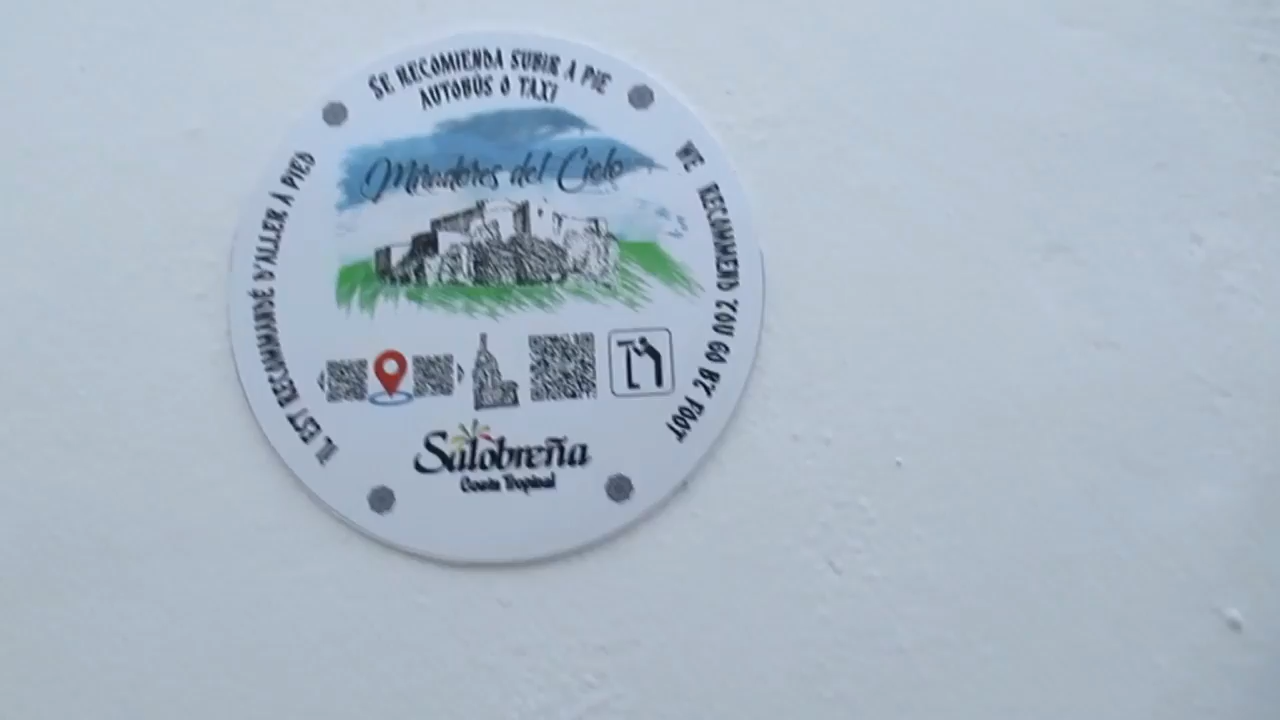 SE RECOMIENDA SUBIR A PIE
AUTOBÚS O TAXI
Miradores del Cielo
WE RECOMMEND YOU GO BY FOOT
IL EST RECOMMANDÉ D'ALLER À PIED
Salobreña
Costa Tropical